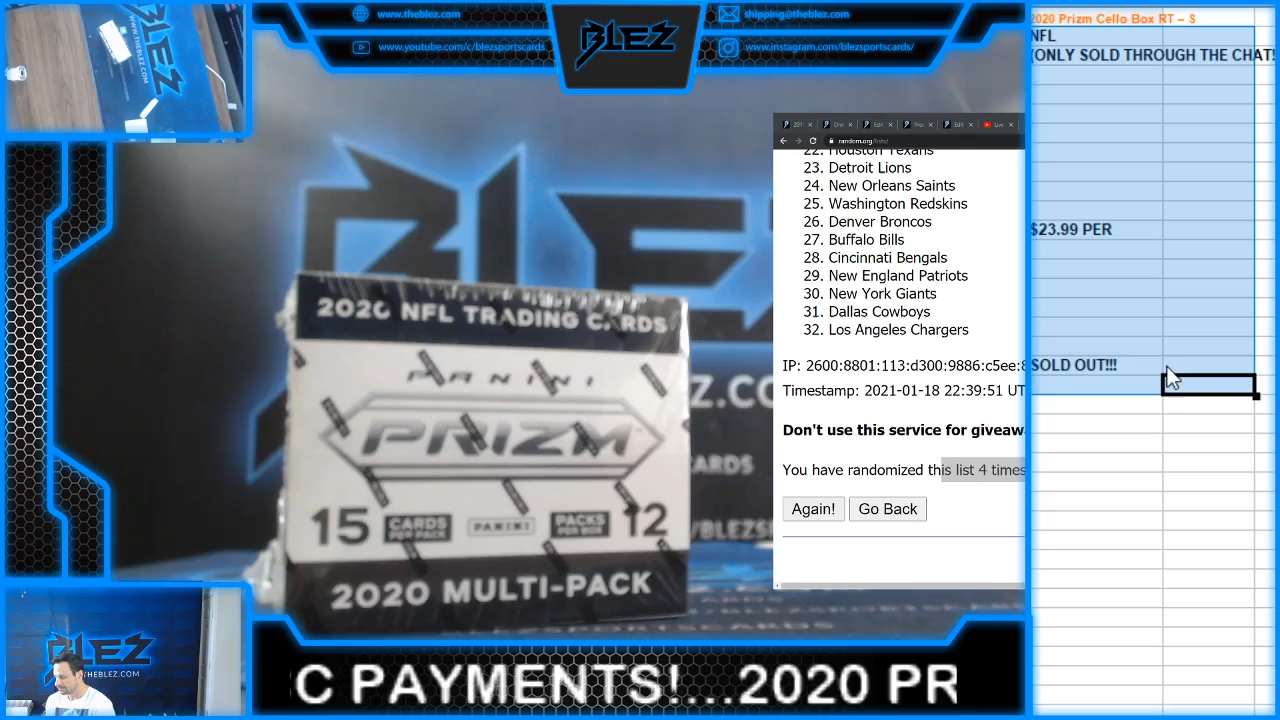 www.theblez.com
shipping@theblez.com
www.youtube.com/c/blezsportscards
www.instagram.com/blezsportscards/
BLEZ
2020 Prizm Cello Box RT – S
NFL
(ONLY SOLD THROUGH THE CHAT!
$23.99 PER
SOLD OUT!!!
random.org/lists/
22. Houston Texans
23. Detroit Lions
24. New Orleans Saints
25. Washington Redskins
26. Denver Broncos
27. Buffalo Bills
28. Cincinnati Bengals
29. New England Patriots
30. New York Giants
31. Dallas Cowboys
32. Los Angeles Chargers
IP: 2600:8801:113:d300:9886:c5ee:
Timestamp: 2021-01-18 22:39:51 UT
Don't use this service for giveaw
You have randomized this list 4 times
Again! Go Back
2020 NFL TRADING CARDS
PANINI
PRIZM
15 CARDS PER PACK PANINI PACKS PER BOX 12
2020 MULTI-PACK
BLEZ
THEBLEZ.COM
C PAYMENTS!...2020 PR